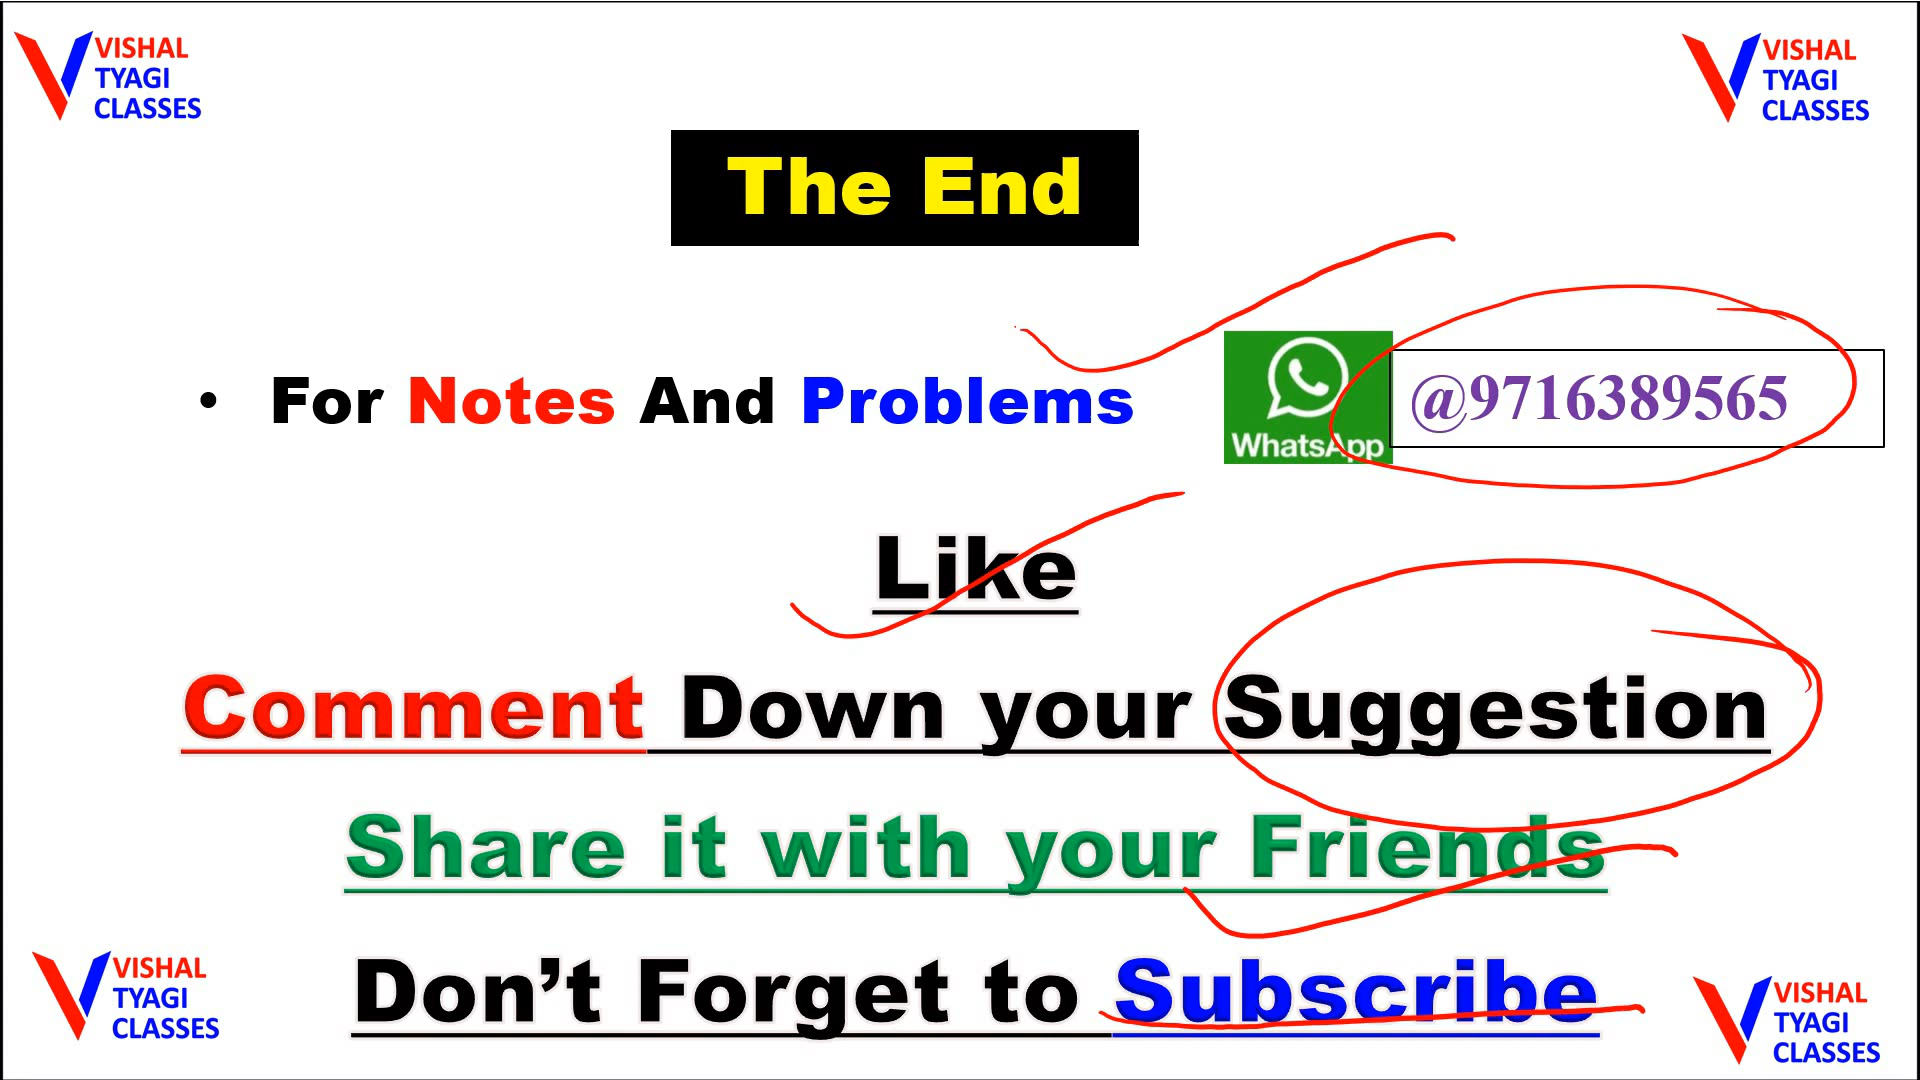 VISHAL
TYAGI
CLASSES
VISHAL
TYAGI
CLASSES
The End
• For Notes And Problems
WhatsApp
@9716389565
Like
Comment Down your Suggestion
Share it with your Friends
Don’t Forget to Subscribe
VISHAL
TYAGI
CLASSES
VISHAL
TYAGI
CLASSES